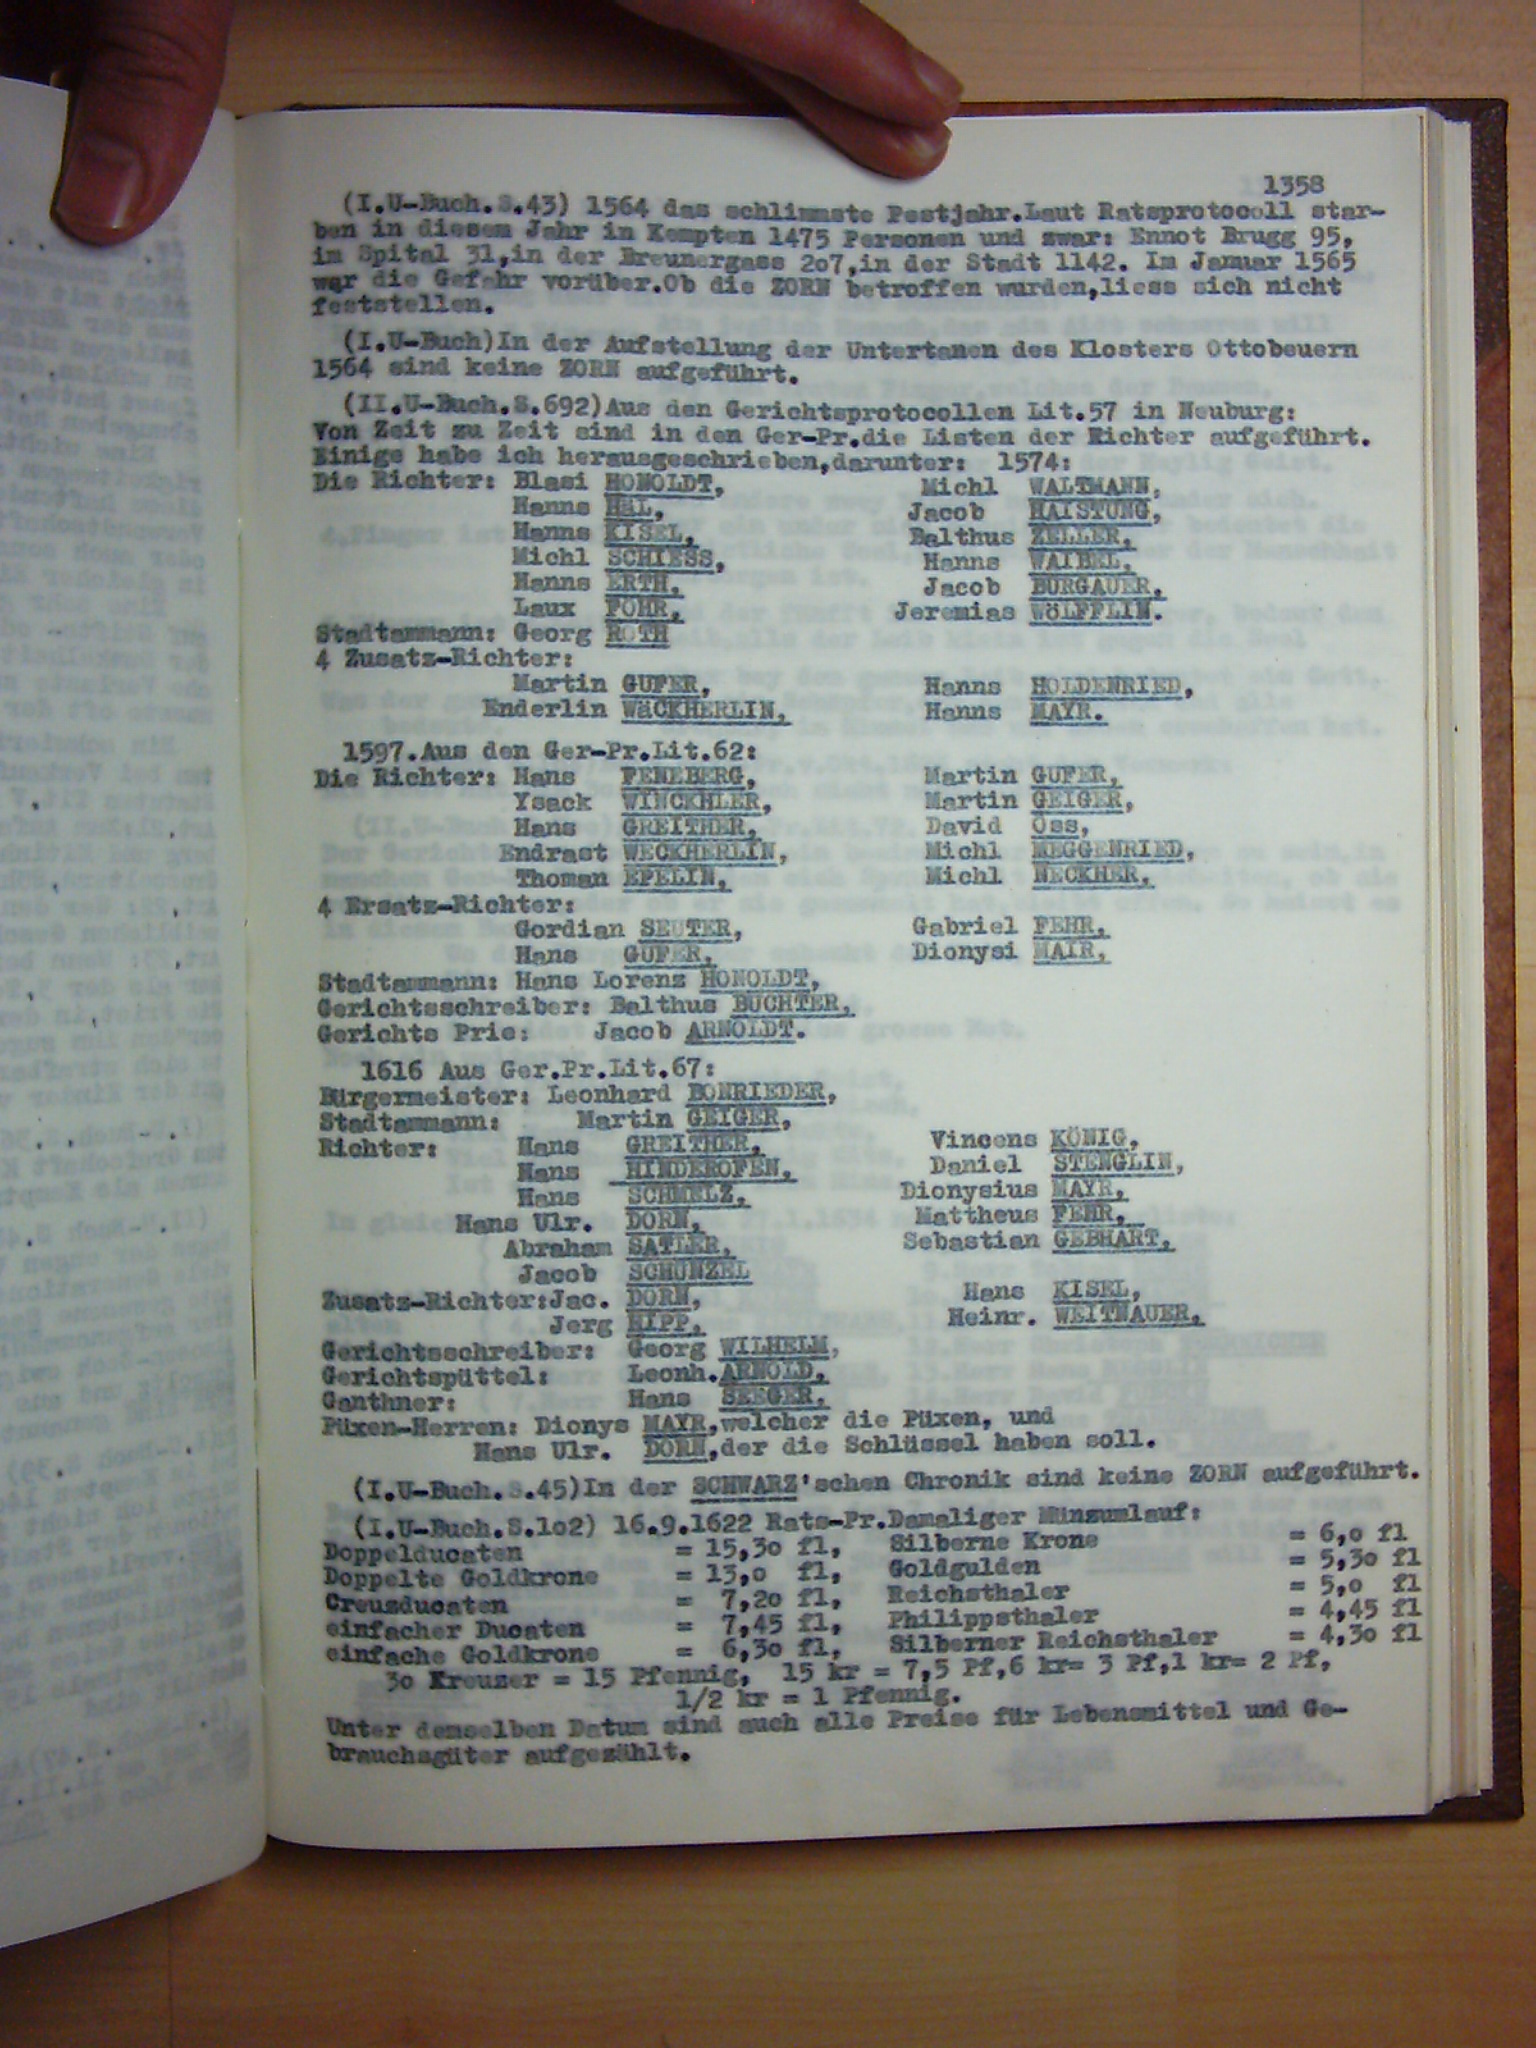 1358
(I.U-Buch.S.43) 1564 das schlimmste Pestjahr.Laut Ratsprotocoll star-
ben in diesem Jahr in Kempten 1475 Personen und zwar: Ennot Brugg 95,
im Spital 31,in der Breunergass 2o7,in der Stadt 1142. Im Januar 1565
war die Gefahr vorüber.Ob die ZORN betroffen wurden,liess sich nicht
feststellen.
(I.U-Buch)In der Aufstellung der Untertanen des Klosters Ottobeuern
1564 sind keine ZORN aufgeführt.
(II.U-Buch.S.692)Aus den Gerichtsprotocollen Lit.57 in Neuburg:
Von Zeit zu Zeit sind in den Ger-Pr.die Listen der Richter aufgeführt.
Einige habe ich herausgeschrieben,darunter: 1574:
Die Richter: Blasi HONOLDT, Michl WALTMANN,
Hanns HäL, Jacob HAISTUNG,
Hanns KISEL, Balthus ZELLER,
Michl SCHIESS, Hanns WAIBEL,
Hanns ERTH, Jacob BURGAUER,
Laux FOHR, Jeremias WÖLFFLIN.
Stadtammann: Georg ROTH
4 Zusatz-Richter:
Martin GUFER, Hanns HOLDENRIED,
Enderlin WäCKHERLIN, Hanns MAYR.
1597.Aus den Ger-Pr.Lit.62:
Die Richter: Hans FENEBERG, Martin GUFER,
Ysack WINCKHLER, Martin GEIGER,
Hans GREITHER, David Öss,
Endrast WECKHERLIN, Michl MEGGENRIED,
Thoman EPELIN, Michl NECKHER,
4 Ersatz-Richter:
Gordian SEUTER, Gabriel FEHR,
Hans GUFER, Dionysi MAIR,
Stadtammann: Hans Lorenz HONOLDT,
Gerichtsschreiber: Balthus BUCHTER,
Gerichts Prie: Jacob ARNOLDT.
1616 Aus Ger.Pr.Lit.67:
Bürgermeister: Leonhard BONRIEDER,
Stadtammann: Martin GEIGER,
Richter: Hans GREITHER, Vincens KÖNIG,
Hans HINDEROFEN, Daniel STENGLIN,
Hans SCHMELZ, Dionysius MAYR,
Hans Ulr. DORN, Mattheus FEHR,
Abraham SATLER, Sebastian GEBHART,
Jacob SCHUNZEL
Zusatz-Richter:Jac. DORN, Hans KISEL,
Jerg HIPP, Heinr. WEITNAUER,
Gerichtsschreiber: Georg WILHELM,
Gerichtspüttel: Leonh.ARNOLD,
Ganthner: Hans SEEGER,
Püxen-Herren: Dionys MAYR,welcher die Püxen, und
Hans Ulr. DORN,der die Schlüssel haben soll.
(I.U-Buch.S.45)In der SCHWARZ'schen Chronik sind keine ZORN aufgeführt.
(I.U-Buch.S.1o2) 16.9.1622 Rats-Pr.Damaliger Münzumlauf:
Doppelducaten = 15,3o fl, Silberne Krone = 6,o fl
Doppelte Goldkrone = 13,o fl, Goldgulden = 5,3o fl
Creuzducaten = 7,2o fl, Reichsthaler = 5,o fl
einfacher Ducaten = 7,45 fl, Philippsthaler = 4,45 fl
einfache Goldkrone = 6,3o fl, Silberner Reichsthaler = 4,3o fl
3o Kreuzer = 15 Pfennig, 15 kr = 7,5 Pf,6 kr= 3 Pf,1 kr= 2 Pf,
1/2 kr = 1 Pfennig.
Unter demselben Datum sind auch alle Preise für Lebensmittel und Ge-
brauchsgüter aufgezählt.